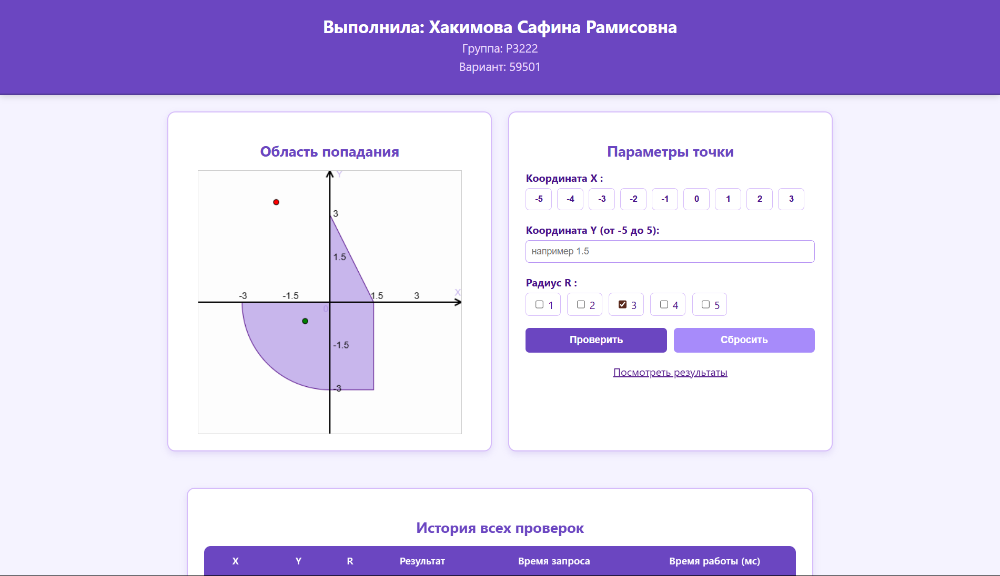 Выполнила: Хакимова Сафина Рамисовна
Группа: P3222
Вариант: 59501
Область попадания
Y
3
1.5
-3 -1.5 1.5 3 X
0
-1.5
-3
Параметры точки
Координата X :
-5 -4 -3 -2 -1 0 1 2 3
Координата Y (от -5 до 5):
например 1.5
Радиус R :
1 2 3 4 5
Проверить Сбросить
Посмотреть результаты
История всех проверок
X Y R Результат Время запроса Время работы (мс)